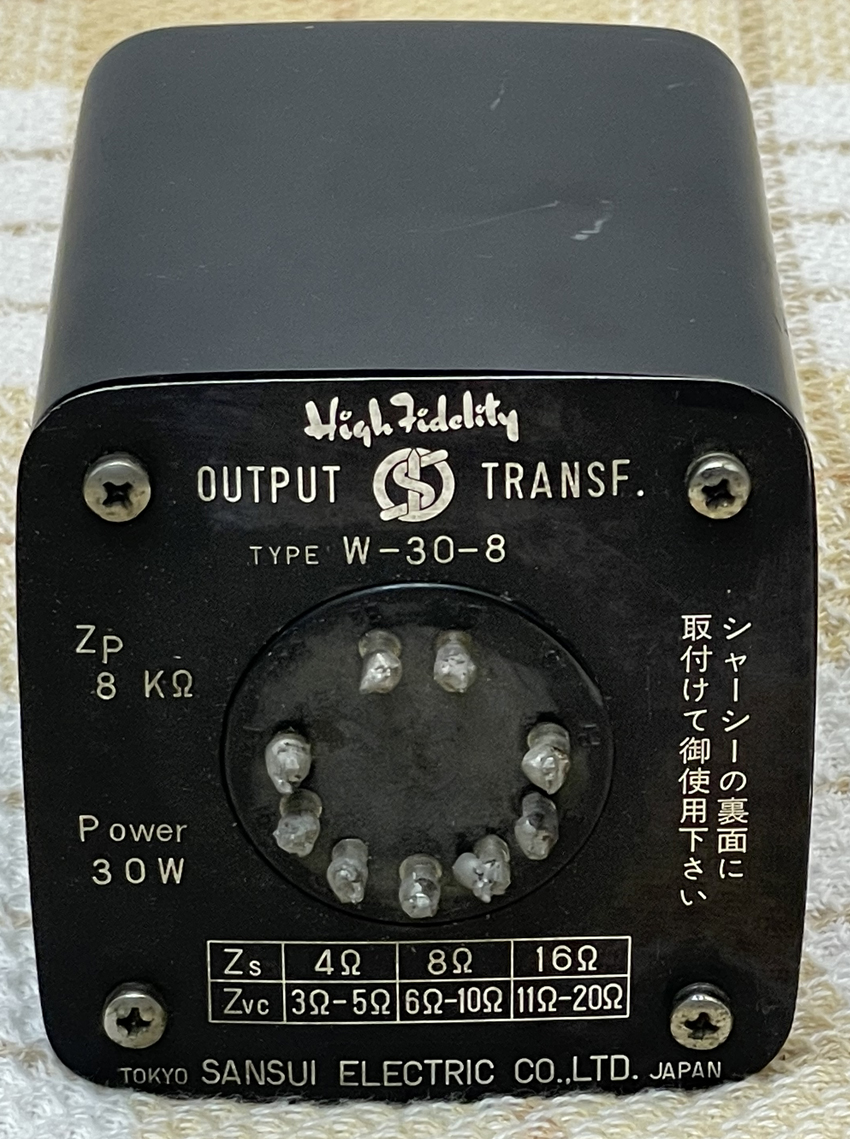 High Fidelity
OUTPUT TRANSF.
TYPE W-30-8
Zp
8 KΩ
シャーシーの裏面に
取付けて御使用下さい
Power
30W
Zs 4Ω 8Ω 16Ω
Zvc 3Ω-5Ω 6Ω-10Ω 11Ω-20Ω
TOKYO SANSUI ELECTRIC CO.,LTD. JAPAN